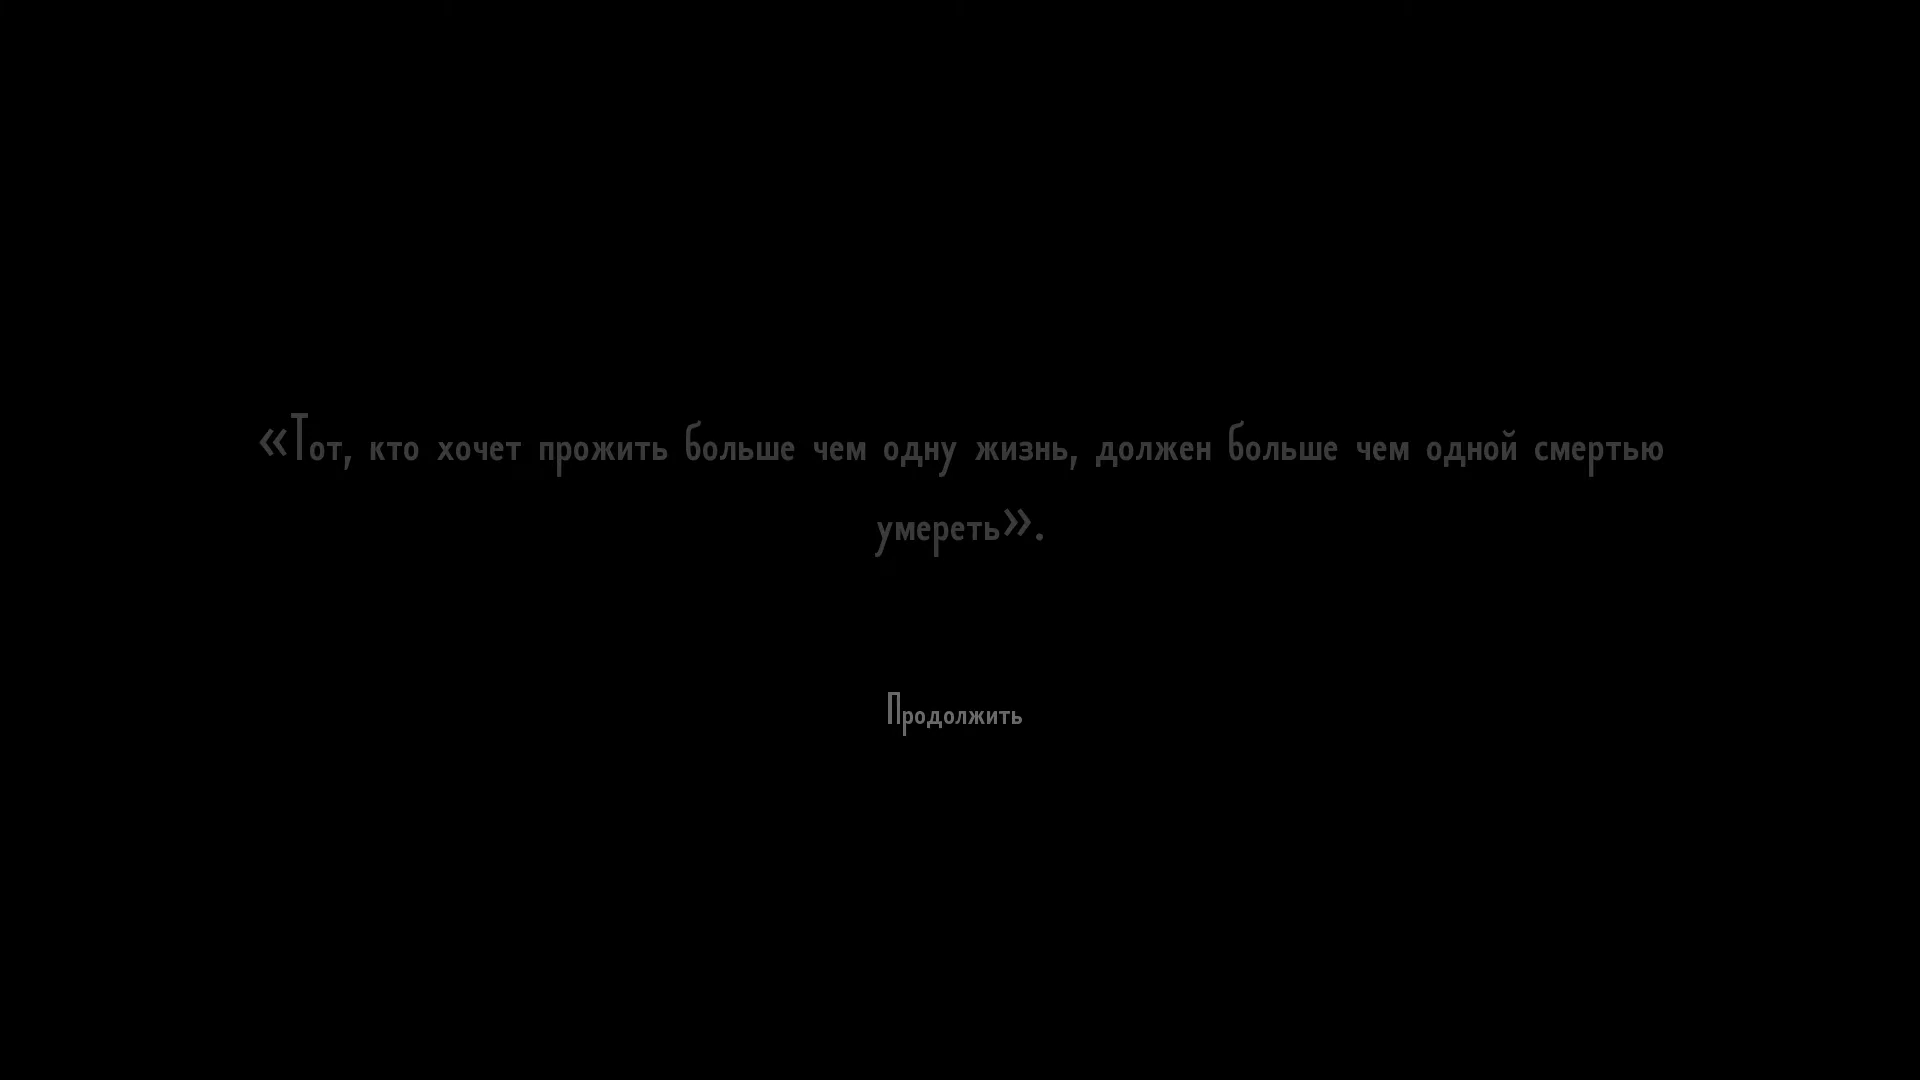 «Тот, кто хочет прожить больше чем одну жизнь, должен больше чем одной смертью
умереть».
Продолжить